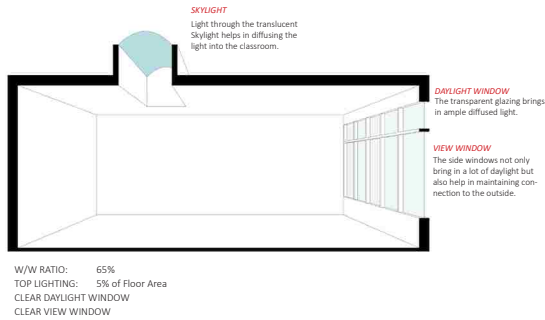 SKYLIGHT
Light through the translucent
Skylight helps in diffusing the
light into the classroom.
DAYLIGHT WINDOW
The transparent glazing brings
in ample diffused light.
VIEW WINDOW
The side windows not only
bring in a lot of daylight but
also help in maintaining con-
nection to the outside.
W/W RATIO: 65%
TOP LIGHTING: 5% of Floor Area
CLEAR DAYLIGHT WINDOW
CLEAR VIEW WINDOW